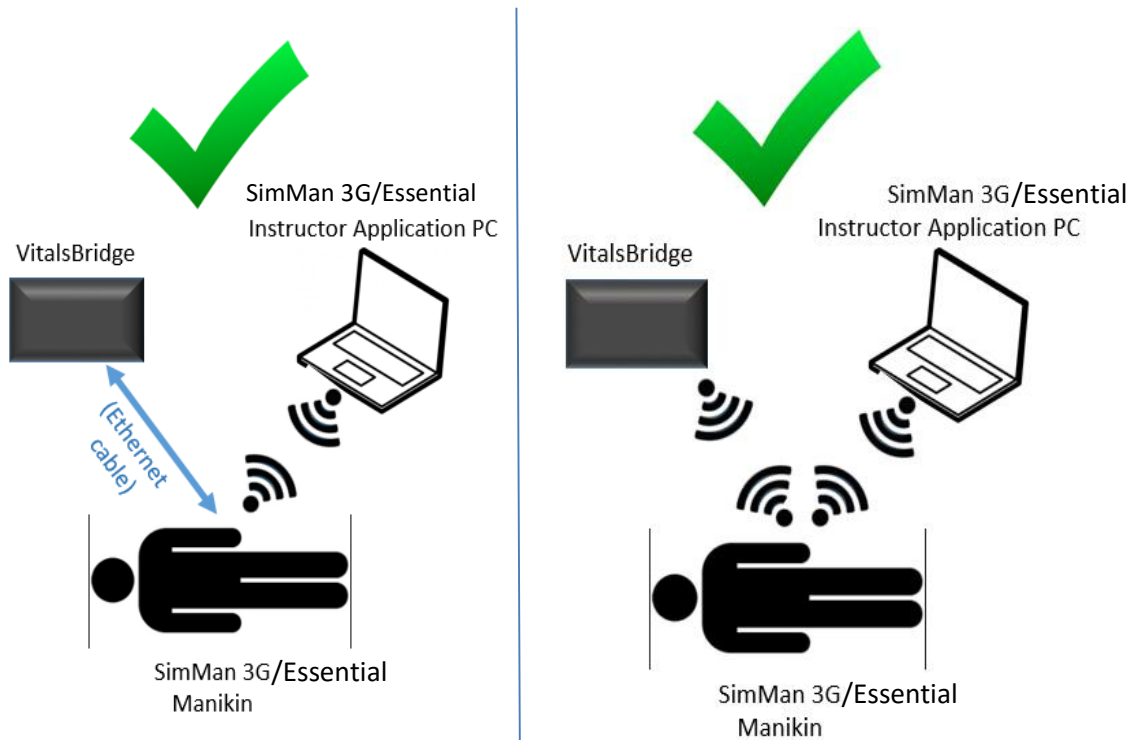 SimMan 3G/Essential
Instructor Application PC
VitalsBridge
(Ethernet
cable)
SimMan 3G/Essential
Manikin
SimMan 3G/Essential
Instructor Application PC
VitalsBridge
SimMan 3G/Essential
Manikin